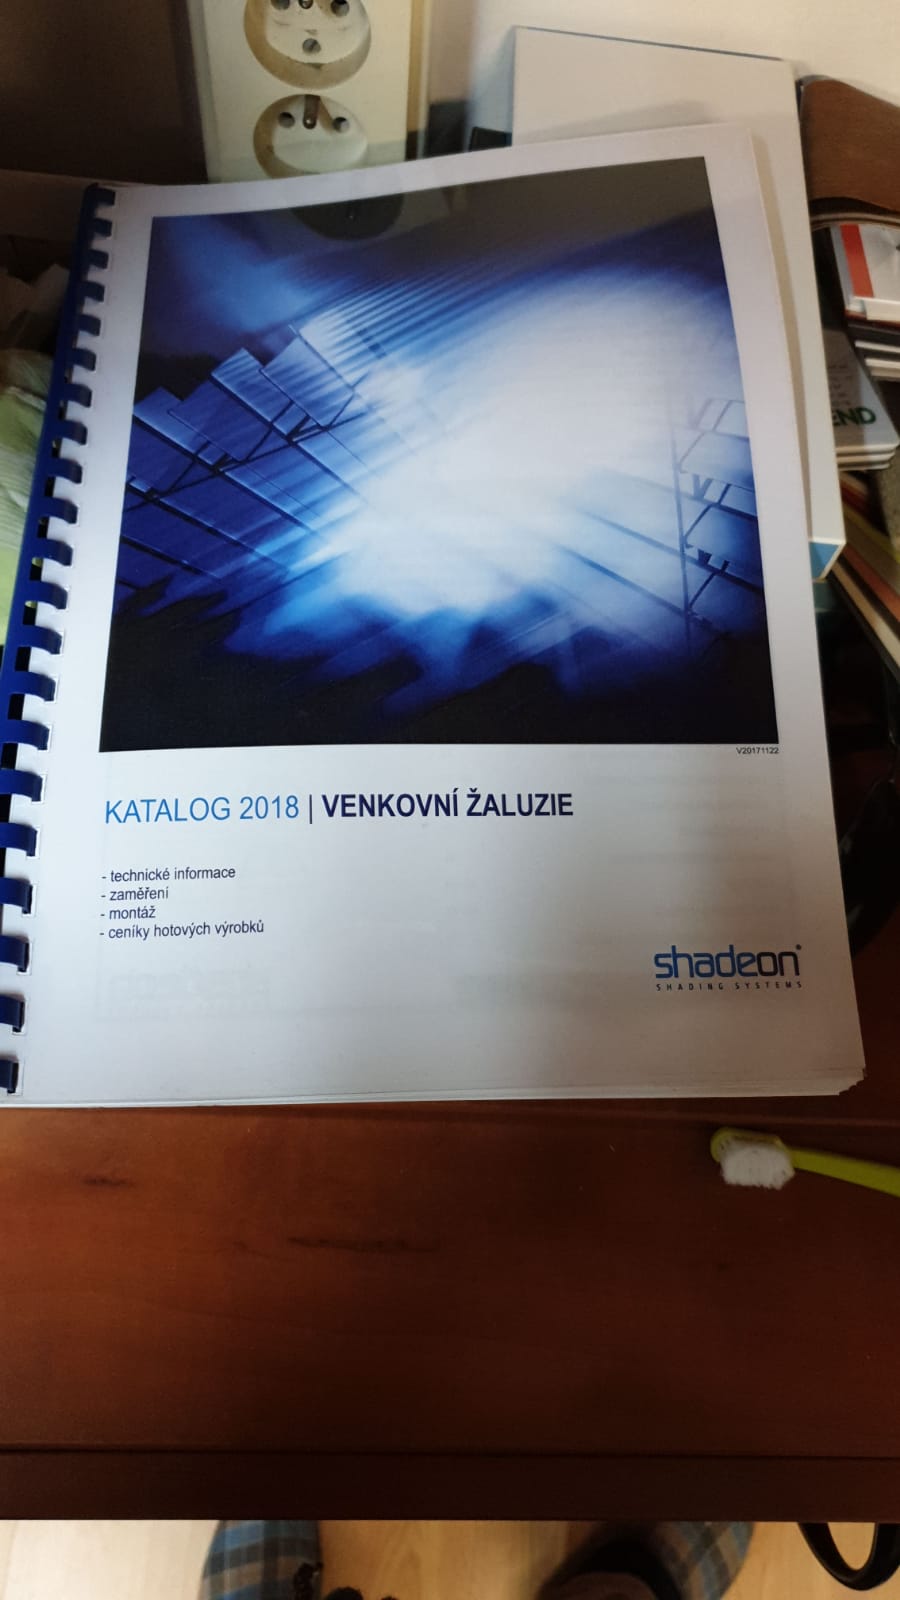 V20171122
KATALOG 2018 | VENKOVNÍ ŽALUZIE
- technické informace
- zaměření
- montáž
- ceníky hotových výrobků
shadeon®
SHADING SYSTEMS